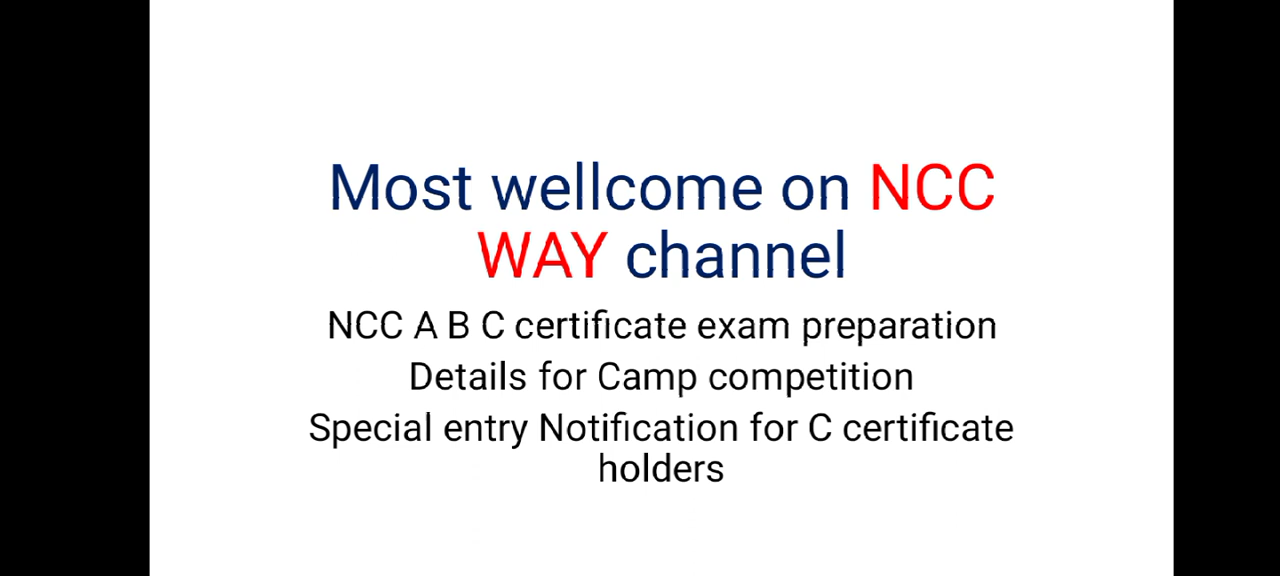 Most wellcome on NCC
WAY channel
NCC A B C certificate exam preparation
Details for Camp competition
Special entry Notification for C certificate
holders